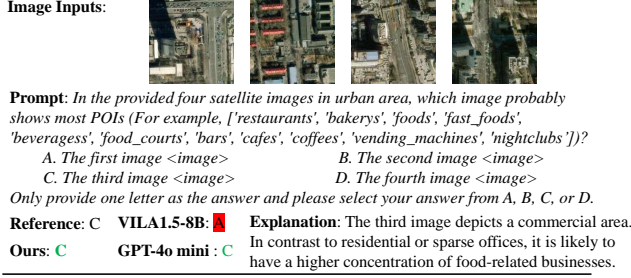 Image Inputs:
Prompt: In the provided four satellite images in urban area, which image probably
shows most POIs (For example, ['restaurants', 'bakerys', 'foods', 'fast_foods',
'beveragess', 'food_courts', 'bars', 'cafes', 'coffees', 'vending_machines', 'nightclubs'])?
A. The first image <image> B. The second image <image>
C. The third image <image> D. The fourth image <image>
Only provide one letter as the answer and please select your answer from A, B, C, or D.
Reference: C VILA1.5-8B: A Explanation: The third image depicts a commercial area.
In contrast to residential or sparse offices, it is likely to
Ours: C GPT-4o mini : C
have a higher concentration of food-related businesses.